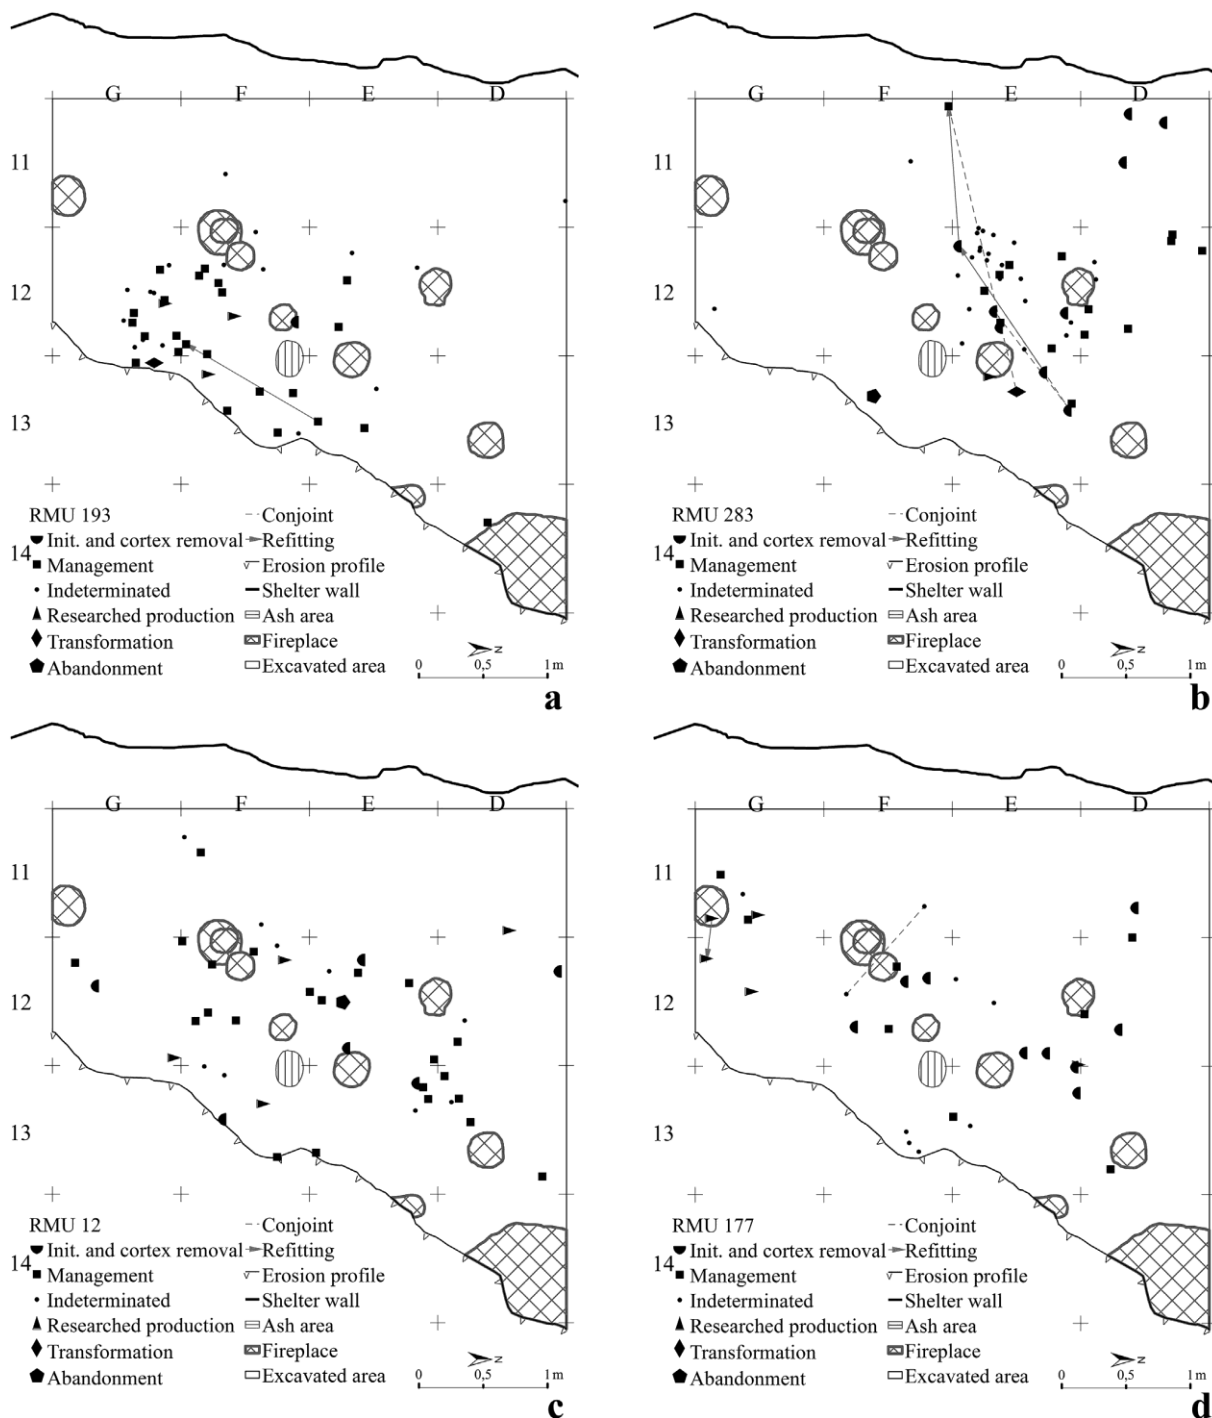 G F E D
11
12
13
14
RMU 193
Init. and cortex removal
Management
Indeterminated
Researched production
Transformation
Abandonment
Conjoint
Refitting
Erosion profile
Shelter wall
Ash area
Fireplace
Excavated area
N
0 0,5 1 m
a
G F E D
11
12
13
14
RMU 283
Init. and cortex removal
Management
Indeterminated
Researched production
Transformation
Abandonment
Conjoint
Refitting
Erosion profile
Shelter wall
Ash area
Fireplace
Excavated area
N
0 0,5 1 m
b
G F E D
11
12
13
14
RMU 12
Init. and cortex removal
Management
Indeterminated
Researched production
Transformation
Abandonment
Conjoint
Refitting
Erosion profile
Shelter wall
Ash area
Fireplace
Excavated area
N
0 0,5 1 m
c
G F E D
11
12
13
14
RMU 177
Init. and cortex removal
Management
Indeterminated
Researched production
Transformation
Abandonment
Conjoint
Refitting
Erosion profile
Shelter wall
Ash area
Fireplace
Excavated area
N
0 0,5 1 m
d